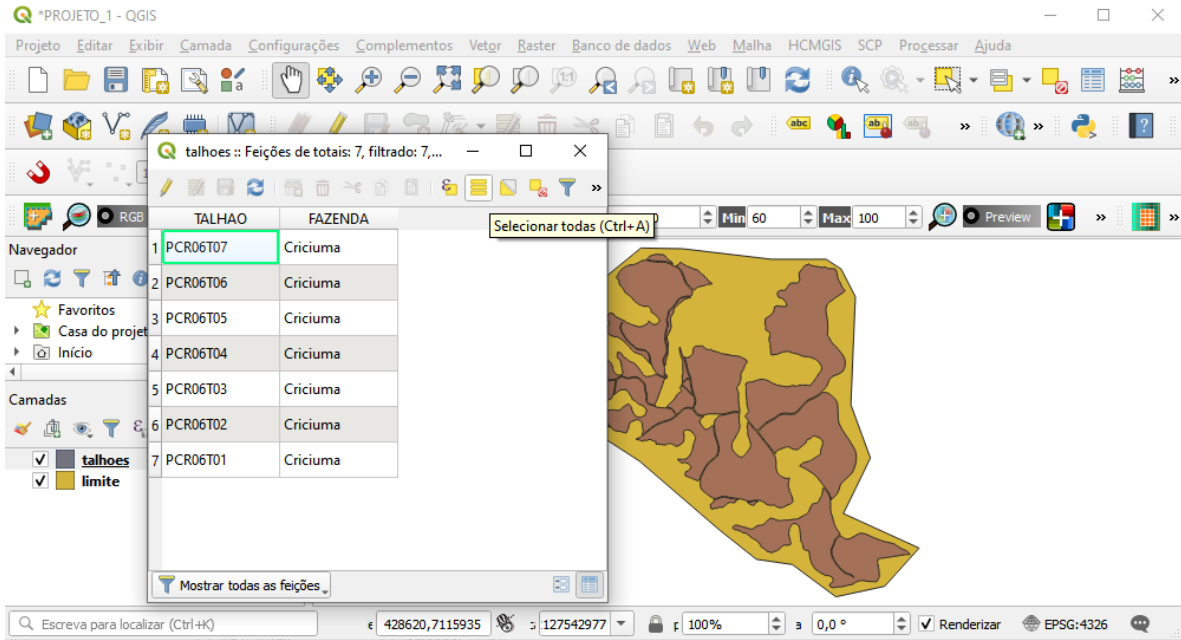 *PROJETO_1 - QGIS
Projeto Editar Exibir Camada Configurações Complementos Vetor Raster Banco de dados Web Malha HCMGIS SCP Processar Ajuda
talhoes :: Feições de totais: 7, filtrado: 7,...
RGB
TALHAO FAZENDA
Selecionar todas (Ctrl+A)
Min 60 Max 100 Preview
1 PCR06T07 Criciuma
2 PCR06T06 Criciuma
3 PCR06T05 Criciuma
4 PCR06T04 Criciuma
5 PCR06T03 Criciuma
6 PCR06T02 Criciuma
7 PCR06T01 Criciuma
Mostrar todas as feições
Navegador
Favoritos
Casa do projet
Início
Camadas
talhoes
limite
Escreva para localizar (Ctrl+K)
428620,7115935 127542977 100% 0,0 ° Renderizar EPSG:4326